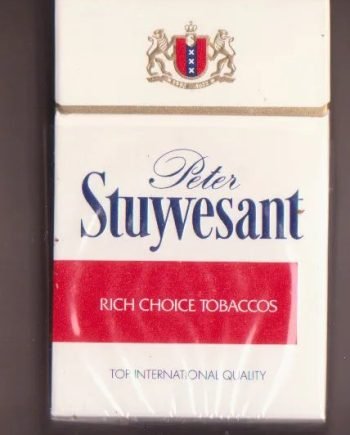 Peter
Stuyvesant
RICH CHOICE TOBACCOS
TOP INTERNATIONAL QUALITY